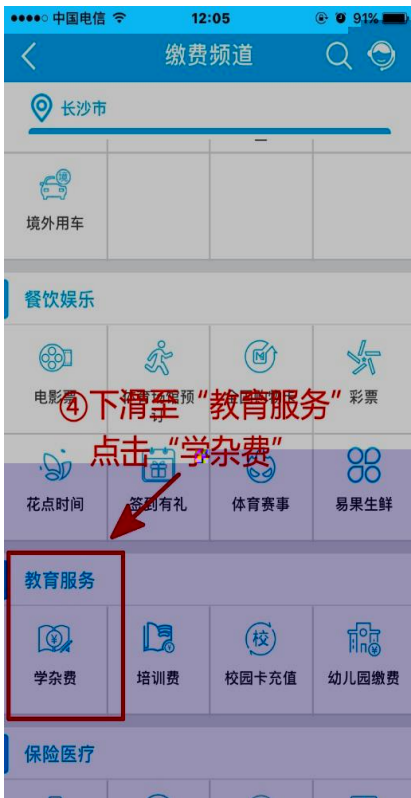 中国电信 12:05 91%
缴费频道
长沙市
境外用车
餐饮娱乐
电影票 彩票
④下滑至“教育服务”
点击“学杂费”
花点时间 签到有礼 体育赛事 易果生鲜
教育服务
学杂费 培训费 校园卡充值 幼儿园缴费
保险医疗